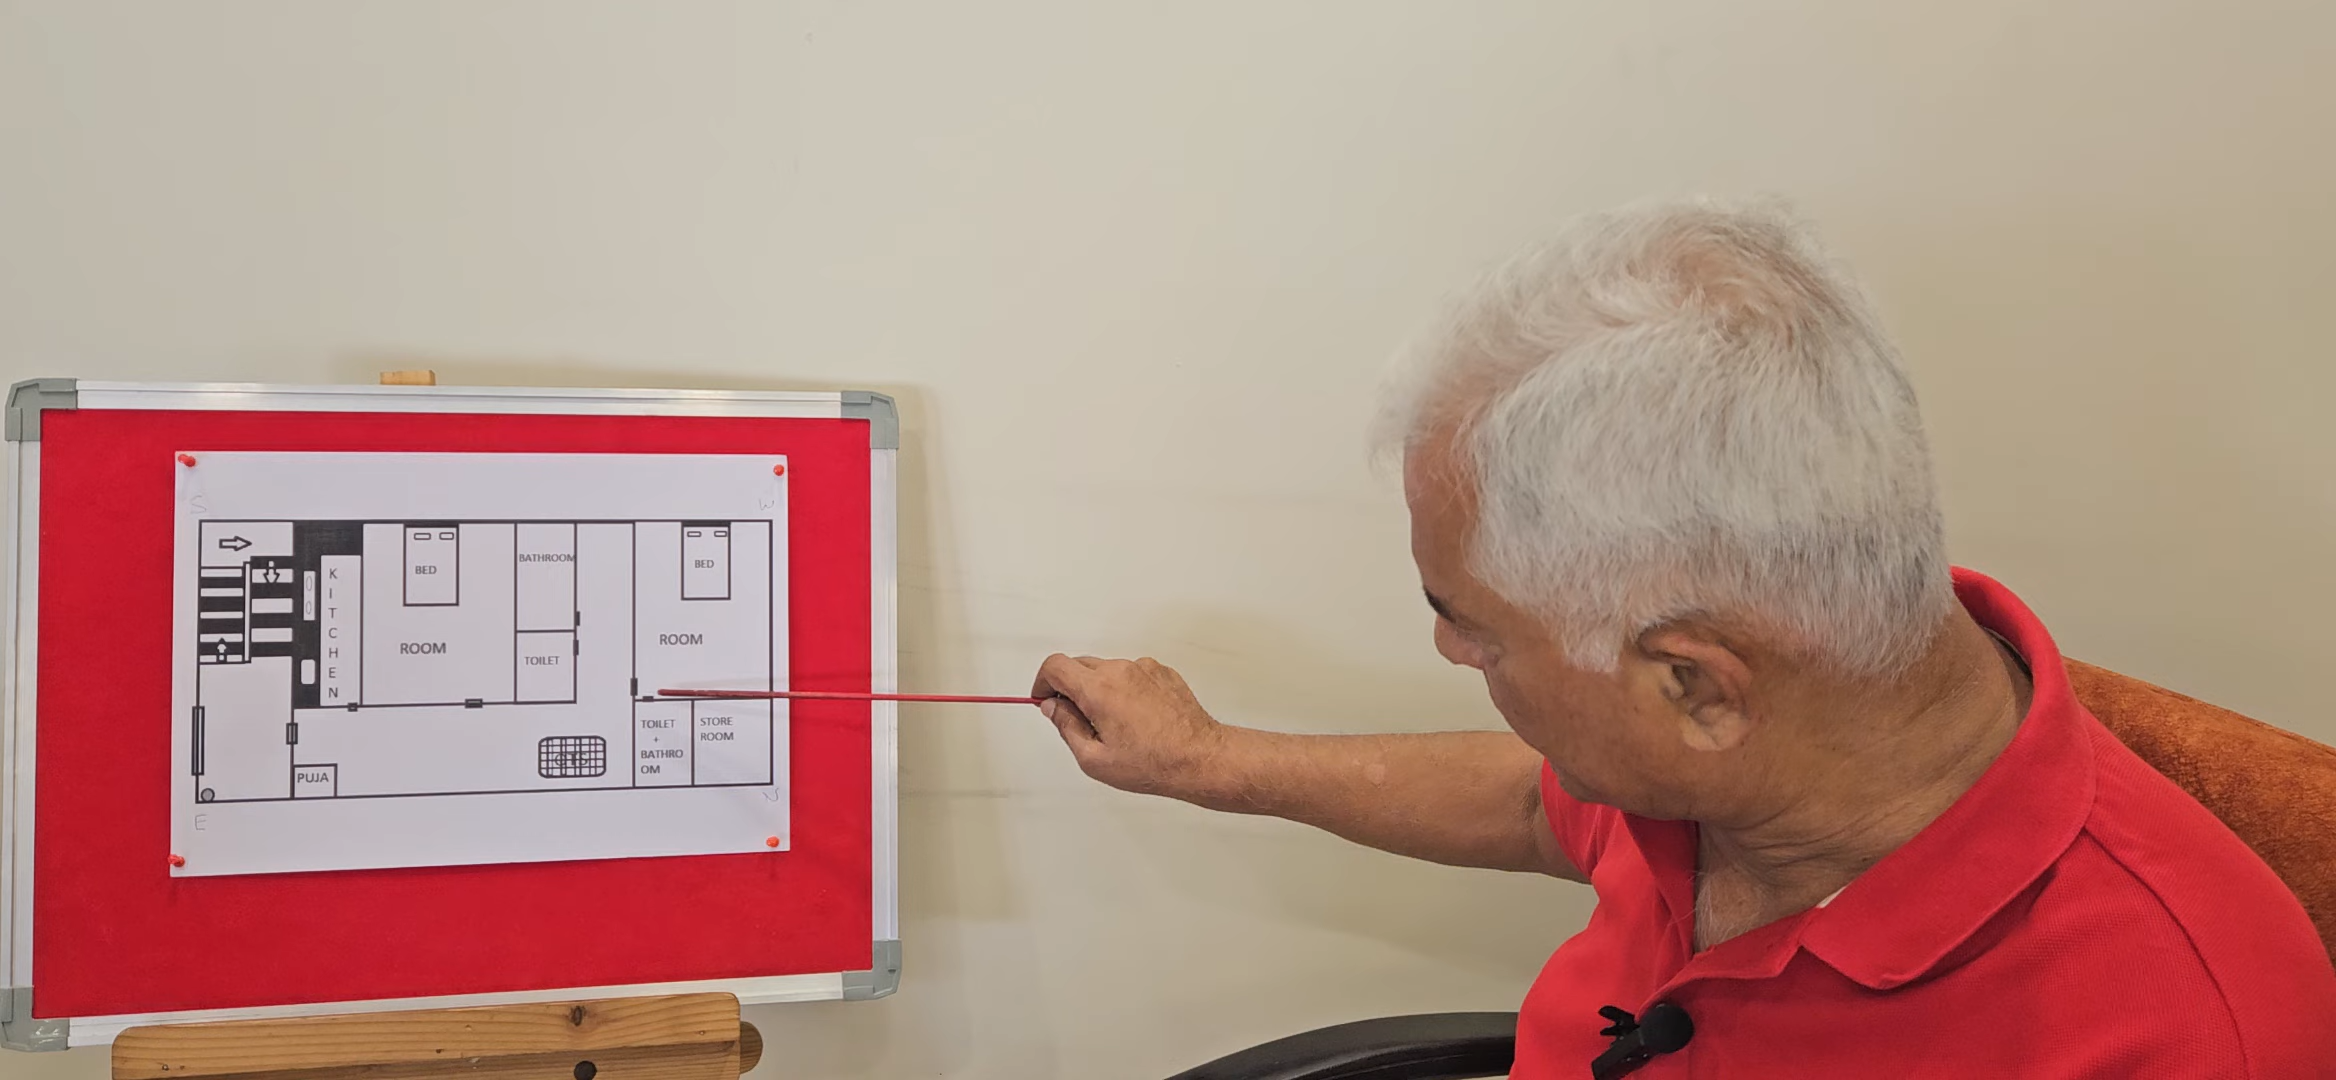 S
W
BED
BATHROOM
BED
K
I
T
C
H
E
N
ROOM
TOILET
ROOM
TOILET
+
BATHRO
OM
STORE
ROOM
PUJA
E
N